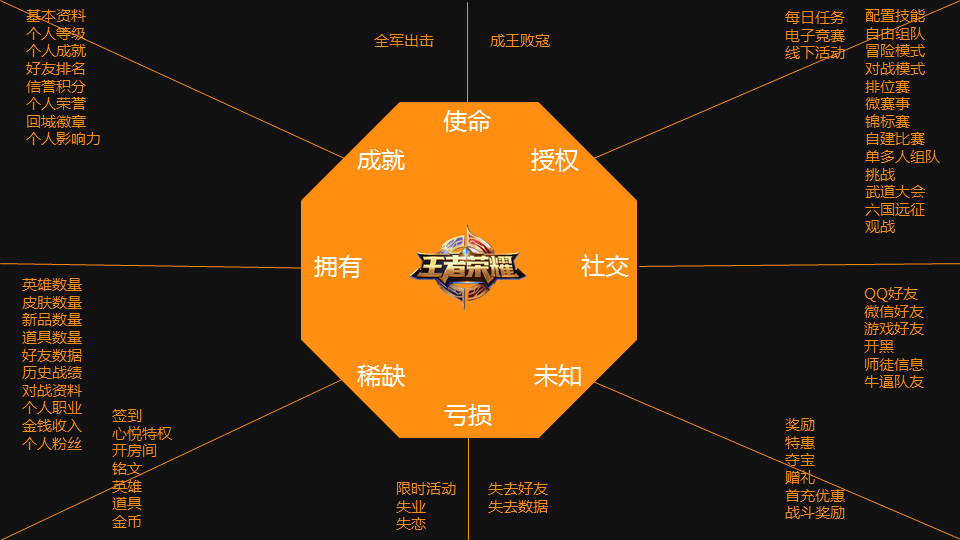 基本资料
个人等级
个人成就
好友排名
信誉积分
个人荣誉
回城徽章
个人影响力
全军出击
成王败寇
每日任务
电子竞赛
线下活动
配置技能
自由组队
冒险模式
对战模式
排位赛
微赛事
锦标赛
自建比赛
单多人组队
挑战
武道大会
六国远征
观战
使命
成就
授权
拥有
王者荣耀
社交
稀缺
未知
亏损
英雄数量
皮肤数量
新品数量
道具数量
好友数据
历史战绩
对战资料
个人职业
金钱收入
个人粉丝
签到
心悦特权
开房间
铭文
英雄
道具
金币
限时活动
失业
失恋
失去好友
失去数据
QQ好友
微信好友
游戏好友
开黑
师徒信息
牛逼队友
奖励
特惠
夺宝
赠礼
首充优惠
战斗奖励